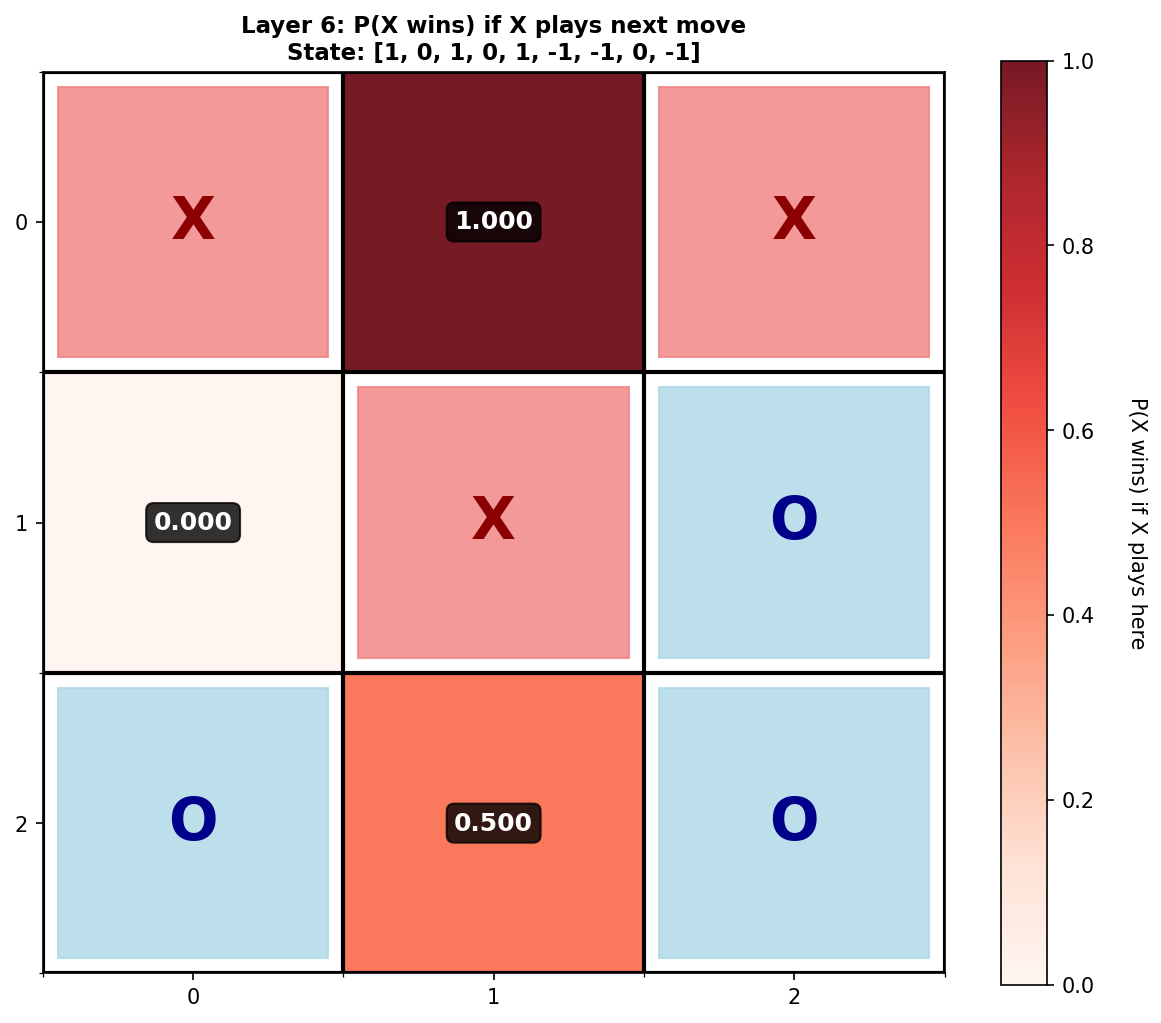 Layer 6: P(X wins) if X plays next move
State: [1, 0, 1, 0, 1, -1, -1, 0, -1]
0
X
1.000
X
1
0.000
X
O
2
O
0.500
O
0
1
2
1.0
0.8
0.6
0.4
0.2
0.0
P(X wins) if X plays here